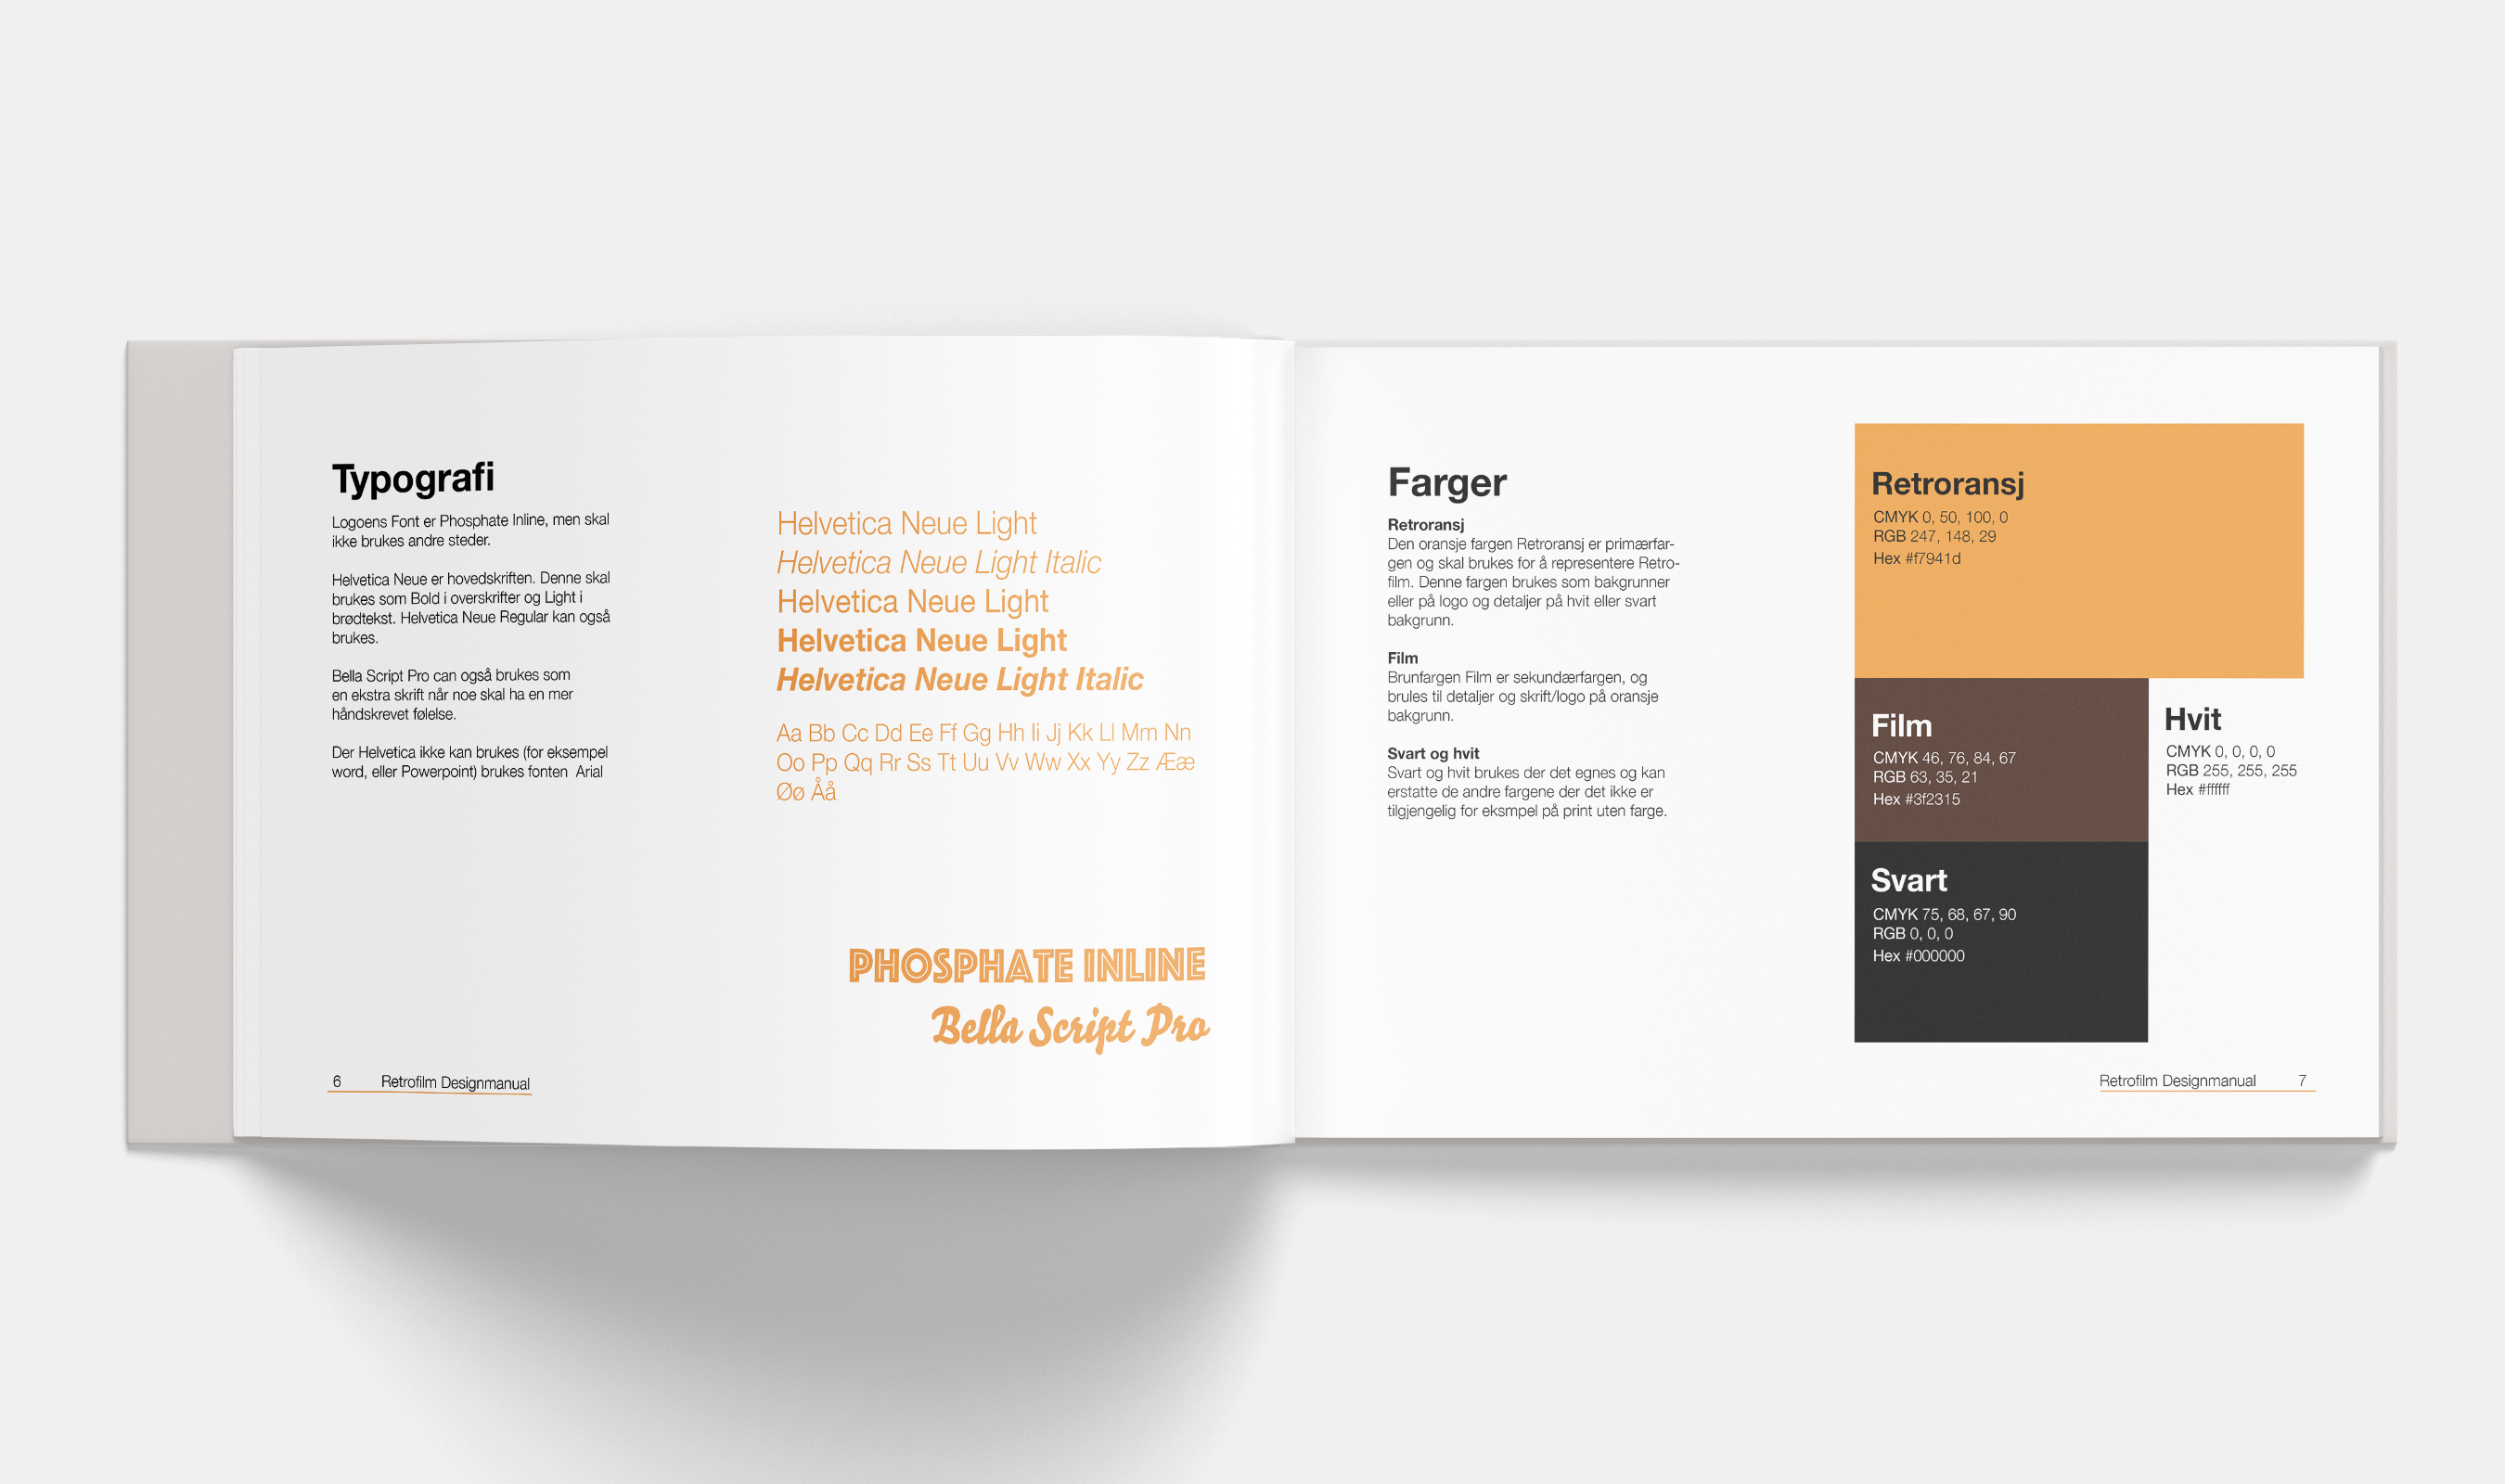 Typografi
Logoens Font er Phosphate Inline, men skal
ikke brukes andre steder.
Helvetica Neue er hovedskriften. Denne skal
brukes som Bold i overskrifter og Light i
brødtekst. Helvetica Neue Regular kan også
brukes.
Bella Script Pro can også brukes som
en ekstra skrift når noe skal ha en mer
håndskrevet følelse.
Der Helvetica ikke kan brukes (for eksempel
word, eller Powerpoint) brukes fonten  Arial
Helvetica Neue Light
Helvetica Neue Light Italic
Helvetica Neue Light
Helvetica Neue Light
Helvetica Neue Light Italic
Aa Bb Cc Dd Ee Ff Gg Hh Ii Jj Kk Ll Mm Nn
Oo Pp Qq Rr Ss Tt Uu Vv Ww Xx Yy Zz Ææ
Øø Åå
PHOSPHATE INLINE
Bella Script Pro
6 Retrofilm Designmanual
Farger
Retroransj
Den oransje fargen Retroransj er primærfar-
gen og skal brukes for å representere Retro-
film. Denne fargen brukes som bakgrunner
eller på logo og detaljer på hvit eller svart
bakgrunn.
Film
Brunfargen Film er sekundærfargen, og
brules til detaljer og skrift/logo på oransje
bakgrunn.
Svart og hvit
Svart og hvit brukes der det egnes og kan
erstatte de andre fargene der det ikke er
tilgjengelig for eksmpel på print uten farge.
Retroransj
CMYK 0, 50, 100, 0
RGB 247, 148, 29
Hex #f7941d
Film
CMYK 46, 76, 84, 67
RGB 63, 35, 21
Hex #3f2315
Hvit
CMYK 0, 0, 0, 0
RGB 255, 255, 255
Hex #ffffff
Svart
CMYK 75, 68, 67, 90
RGB 0, 0, 0
Hex #000000
Retrofilm Designmanual 7